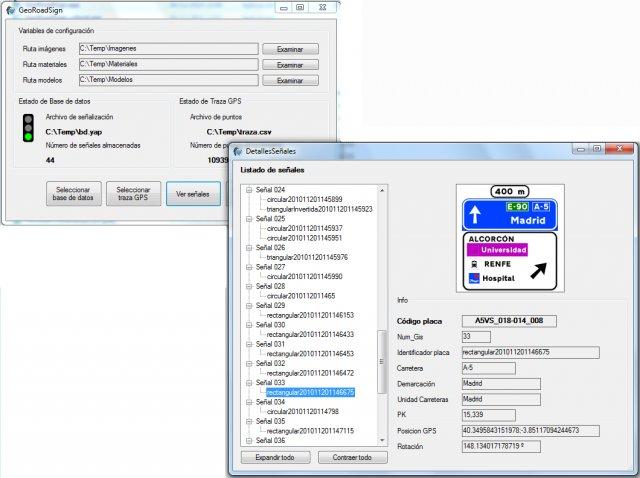 GeoRoadSign
Variables de configuración
Ruta imágenes C:\Temp\Imagenes Examinar
Ruta materiales C:\Temp\Materiales Examinar
Ruta modelos C:\Temp\Modelos Examinar
Estado de Base de datos Estado de Traza GPS
Archivo de señalización Archivo de puntos
C:\Temp\bd.yap C:\Temp\traza.csv
Número de señales almacenadas Número de
44 10939
Seleccionar base de datos Seleccionar traza GPS Ver señales
DetallesSeñales
Listado de señales
Señal 024
circular201011201145899
triangularInvertida201011201145923
Señal 025
circular201011201145937
circular201011201145951
Señal 026
triangular201011201145976
Señal 027
circular201011201145990
Señal 028
circular2010112011465
Señal 029
rectangular201011201146153
Señal 030
rectangular201011201146433
Señal 031
rectangular201011201146453
Señal 032
rectangular201011201146472
Señal 033
rectangular201011201146675
Señal 034
circular20101120114798
Señal 035
rectangular201011201147115
Señal 036
Expandir todo Contraer todo
400 m
E-90 A-5
Madrid
ALCORCÓN
Universidad
RENFE
Hospital
Info
Código placa A5VS_018-014_008
Num_Gis 33
Identificador placa rectangular201011201146675
Carretera A-5
Demarcación Madrid
Unidad Carreteras Madrid
PK 15,339
Posicion GPS 40.3495843151978;-3.85117094244673
Rotación 148,134017178719 º